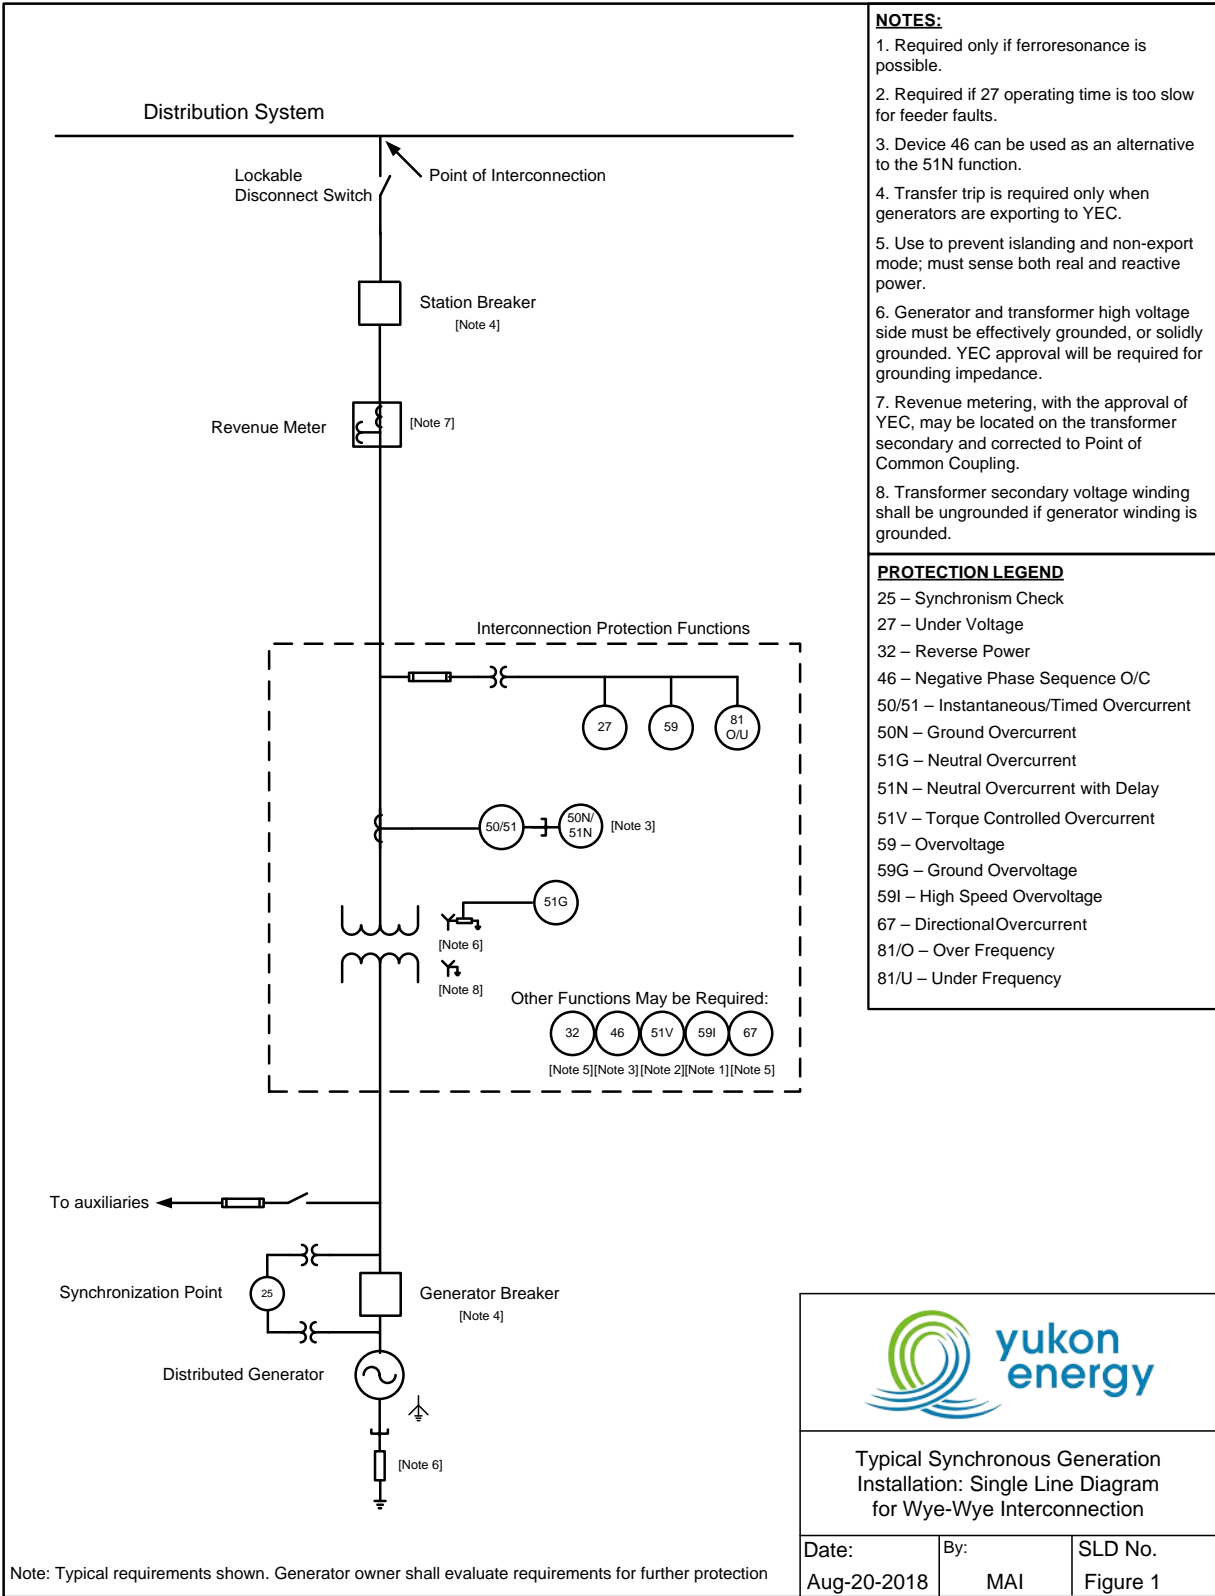 Distribution System
Lockable
Disconnect Switch
Point of Interconnection
Station Breaker
[Note 4]
Revenue Meter
[Note 7]
Interconnection Protection Functions
27
59
81
O/U
50/51
50N/
51N
[Note 3]
51G
[Note 6]
[Note 8]
Other Functions May be Required:
32 46 51V 59I 67
[Note 5] [Note 3] [Note 2] [Note 1] [Note 5]
To auxiliaries
Synchronization Point
25
Generator Breaker
[Note 4]
Distributed Generator
[Note 6]
Note: Typical requirements shown. Generator owner shall evaluate requirements for further protection
NOTES:
1. Required only if ferroresonance is
possible.
2. Required if 27 operating time is too slow
for feeder faults.
3. Device 46 can be used as an alternative
to the 51N function.
4. Transfer trip is required only when
generators are exporting to YEC.
5. Use to prevent islanding and non-export
mode; must sense both real and reactive
power.
6. Generator and transformer high voltage
side must be effectively grounded, or solidly
grounded. YEC approval will be required for
grounding impedance.
7. Revenue metering, with the approval of
YEC, may be located on the transformer
secondary and corrected to Point of
Common Coupling.
8. Transformer secondary voltage winding
shall be ungrounded if generator winding is
grounded.
PROTECTION LEGEND
25 – Synchronism Check
27 – Under Voltage
32 – Reverse Power
46 – Negative Phase Sequence O/C
50/51 – Instantaneous/Timed Overcurrent
50N – Ground Overcurrent
51G – Neutral Overcurrent
51N – Neutral Overcurrent with Delay
51V – Torque Controlled Overcurrent
59 – Overvoltage
59G – Ground Overvoltage
59I – High Speed Overvoltage
67 – Directional Overcurrent
81/O – Over Frequency
81/U – Under Frequency
yukon
energy
Typical Synchronous Generation
Installation: Single Line Diagram
for Wye-Wye Interconnection
Date:
Aug-20-2018
By:
MAI
SLD No.
Figure 1